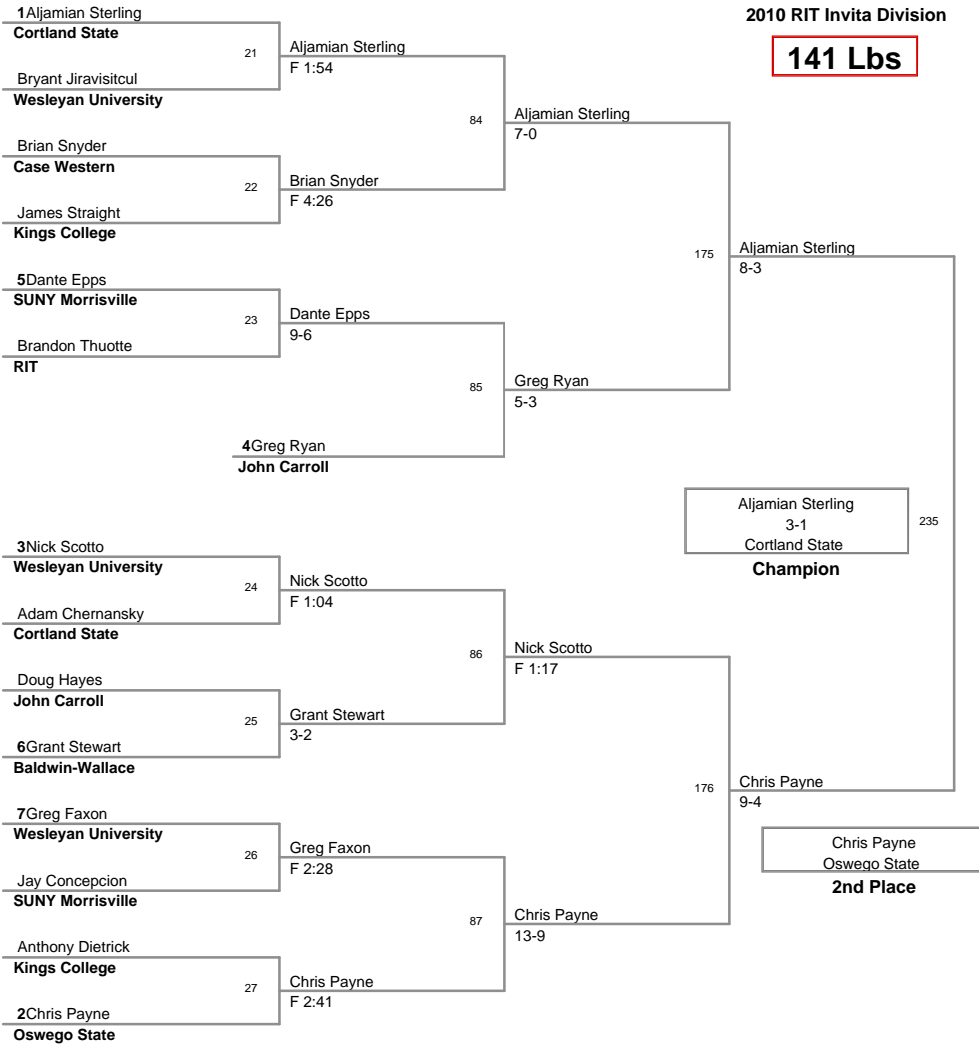 2010 RIT Invita Division
141 Lbs
1Aljamian Sterling
Cortland State
21
Bryant Jiravisitcul
Wesleyan University
Brian Snyder
Case Western
22
James Straight
Kings College
5Dante Epps
SUNY Morrisville
23
Brandon Thuotte
RIT
3Nick Scotto
Wesleyan University
24
Adam Chernansky
Cortland State
Doug Hayes
John Carroll
25
6Grant Stewart
Baldwin-Wallace
7Greg Faxon
Wesleyan University
26
Jay Concepcion
SUNY Morrisville
Anthony Dietrick
Kings College
27
2Chris Payne
Oswego State
Aljamian Sterling
F 1:54
84
Brian Snyder
F 4:26
Dante Epps
9-6
85
4Greg Ryan
John Carroll
Nick Scotto
F 1:04
86
Grant Stewart
3-2
Greg Faxon
F 2:28
87
Chris Payne
F 2:41
Aljamian Sterling
7-0
175
Greg Ryan
5-3
Nick Scotto
F 1:17
176
Chris Payne
13-9
Aljamian Sterling
8-3
235
Chris Payne
9-4
Aljamian Sterling
3-1
Cortland State
Champion
Chris Payne
Oswego State
2nd Place